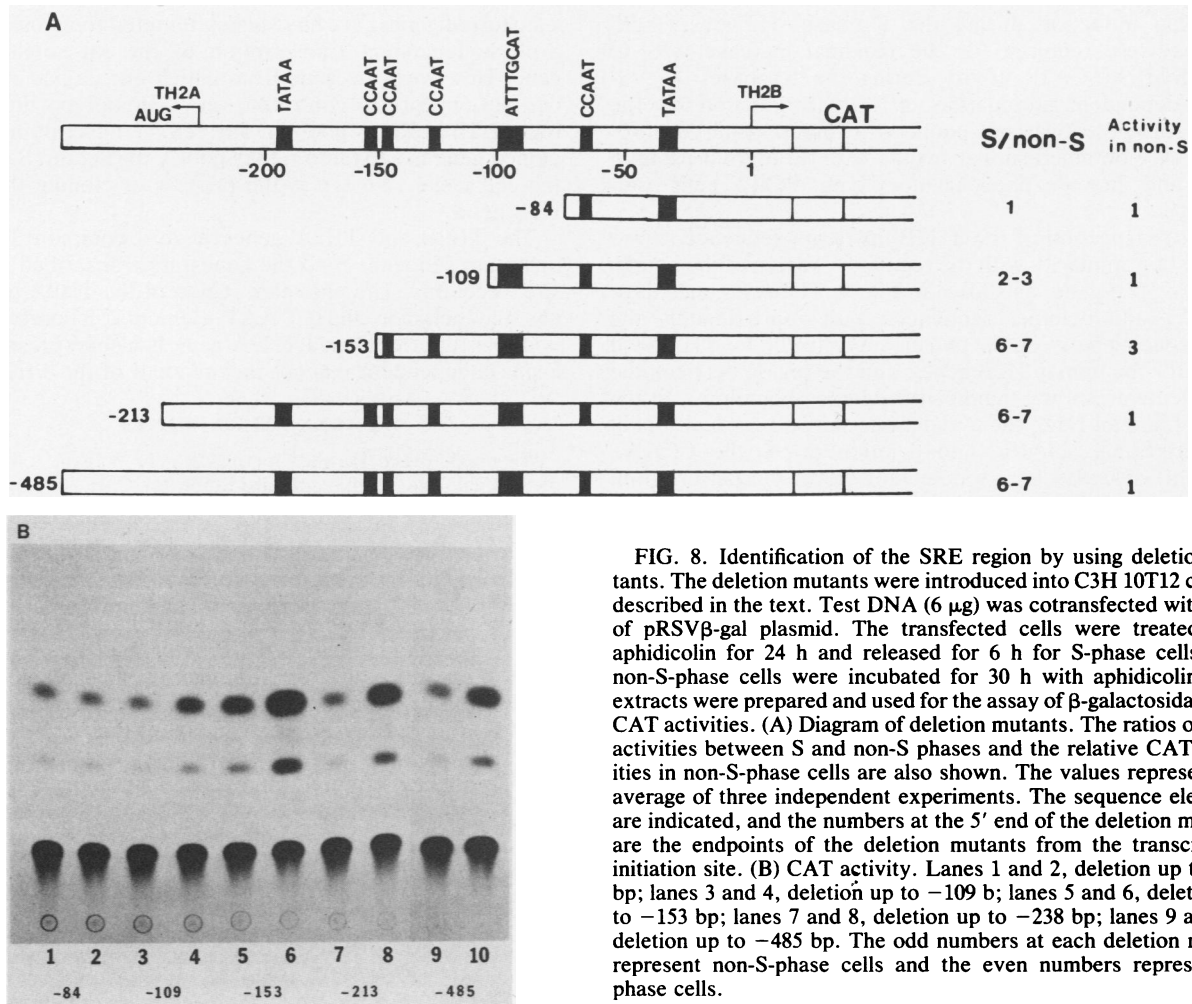 A
TH2A
AUG
TATAA
CCAAT
CCAAT
CCAAT
ATTTGCAT
CCAAT
TATAA
TH2B
CAT
S/non-S
Activity in non-S
-200
-150
-100
-50
1
-84
1
1
-109
2-3
1
-153
6-7
3
-213
6-7
1
-485
6-7
1
B
1 2 3 4 5 6 7 8 9 10
-84 -109 -153 -213 -485
FIG. 8. Identification of the SRE region by using deletio
tants. The deletion mutants were introduced into C3H 10T12 c
described in the text. Test DNA (6 μg) was cotransfected wit
of pRSVβ-gal plasmid. The transfected cells were treated
aphidicolin for 24 h and released for 6 h for S-phase cells
non-S-phase cells were incubated for 30 h with aphidicolin
extracts were prepared and used for the assay of β-galactosida
CAT activities. (A) Diagram of deletion mutants. The ratios o
activities between S and non-S phases and the relative CAT
ities in non-S-phase cells are also shown. The values represe
average of three independent experiments. The sequence ele
are indicated, and the numbers at the 5' end of the deletion m
are the endpoints of the deletion mutants from the transcr
initiation site. (B) CAT activity. Lanes 1 and 2, deletion up t
bp; lanes 3 and 4, deletion up to −109 b; lanes 5 and 6, delet
to −153 bp; lanes 7 and 8, deletion up to −238 bp; lanes 9 a
deletion up to −485 bp. The odd numbers at each deletion m
represent non-S-phase cells and the even numbers repres
phase cells.